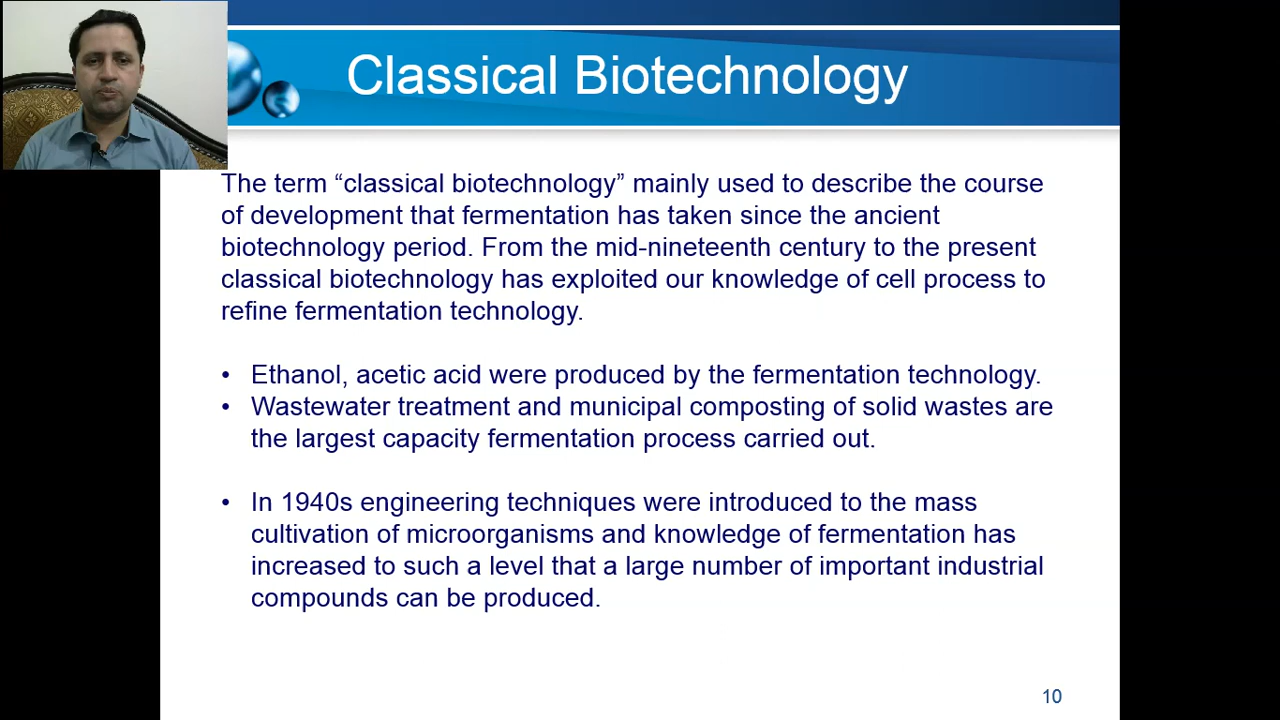 Classical Biotechnology
The term “classical biotechnology” mainly used to describe the course
of development that fermentation has taken since the ancient
biotechnology period. From the mid-nineteenth century to the present
classical biotechnology has exploited our knowledge of cell process to
refine fermentation technology.
• Ethanol, acetic acid were produced by the fermentation technology.
• Wastewater treatment and municipal composting of solid wastes are
the largest capacity fermentation process carried out.
• In 1940s engineering techniques were introduced to the mass
cultivation of microorganisms and knowledge of fermentation has
increased to such a level that a large number of important industrial
compounds can be produced.
10